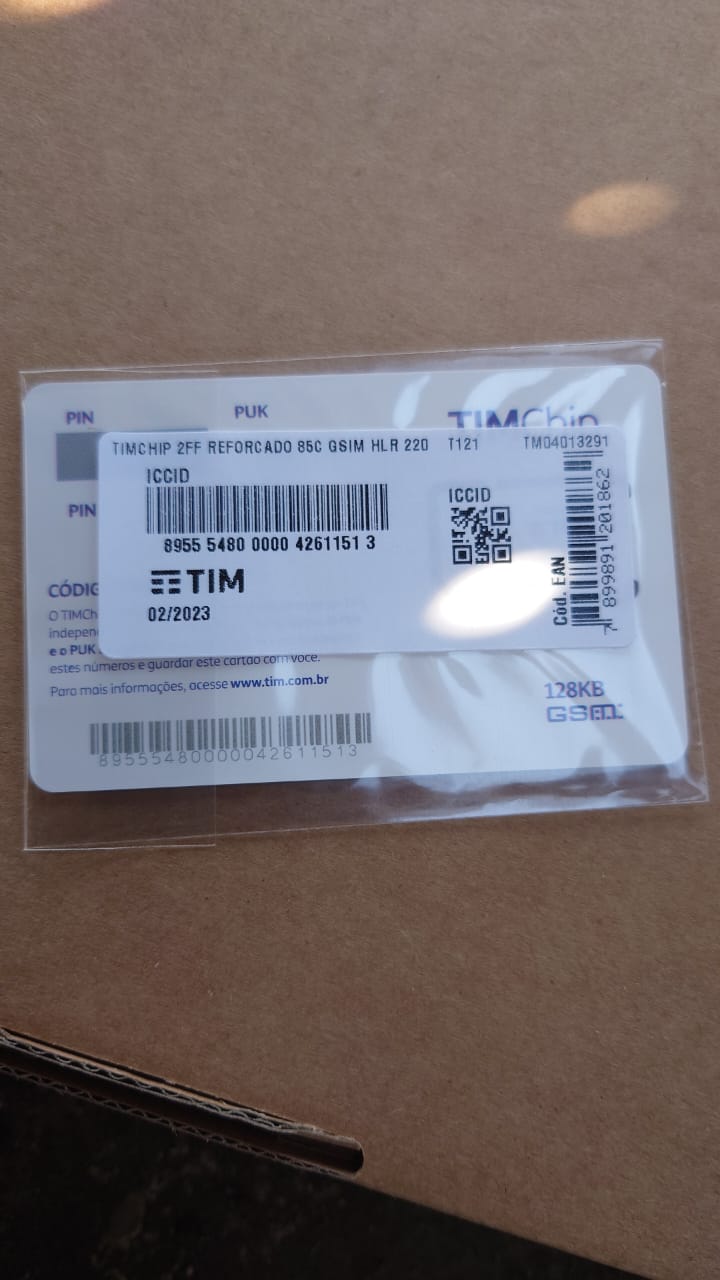 PIN
PUK
TIMChip
TIMCHIP 2FF REFORCADO 85C GSIM HLR 220 T121 TM04013291
ICCID
8955 5480 0000 4261151 3
ICCID
TIM
02/2023
Cód. EAN
7 899891 201862
PIN
CÓDIG
O TIMCh
indepen
e o PUK
estes números e guardar este cartão com você.
Para mais informações, acesse www.tim.com.br
128KB
GSM
89555480000042611513